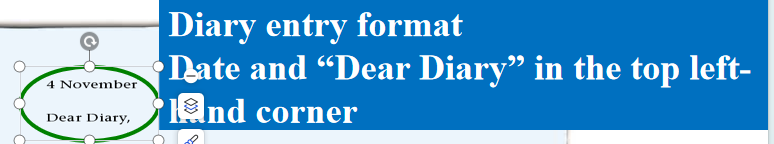 Diary entry format
Date and “Dear Diary” in the top left-
hand corner
4 November
Dear Diary,